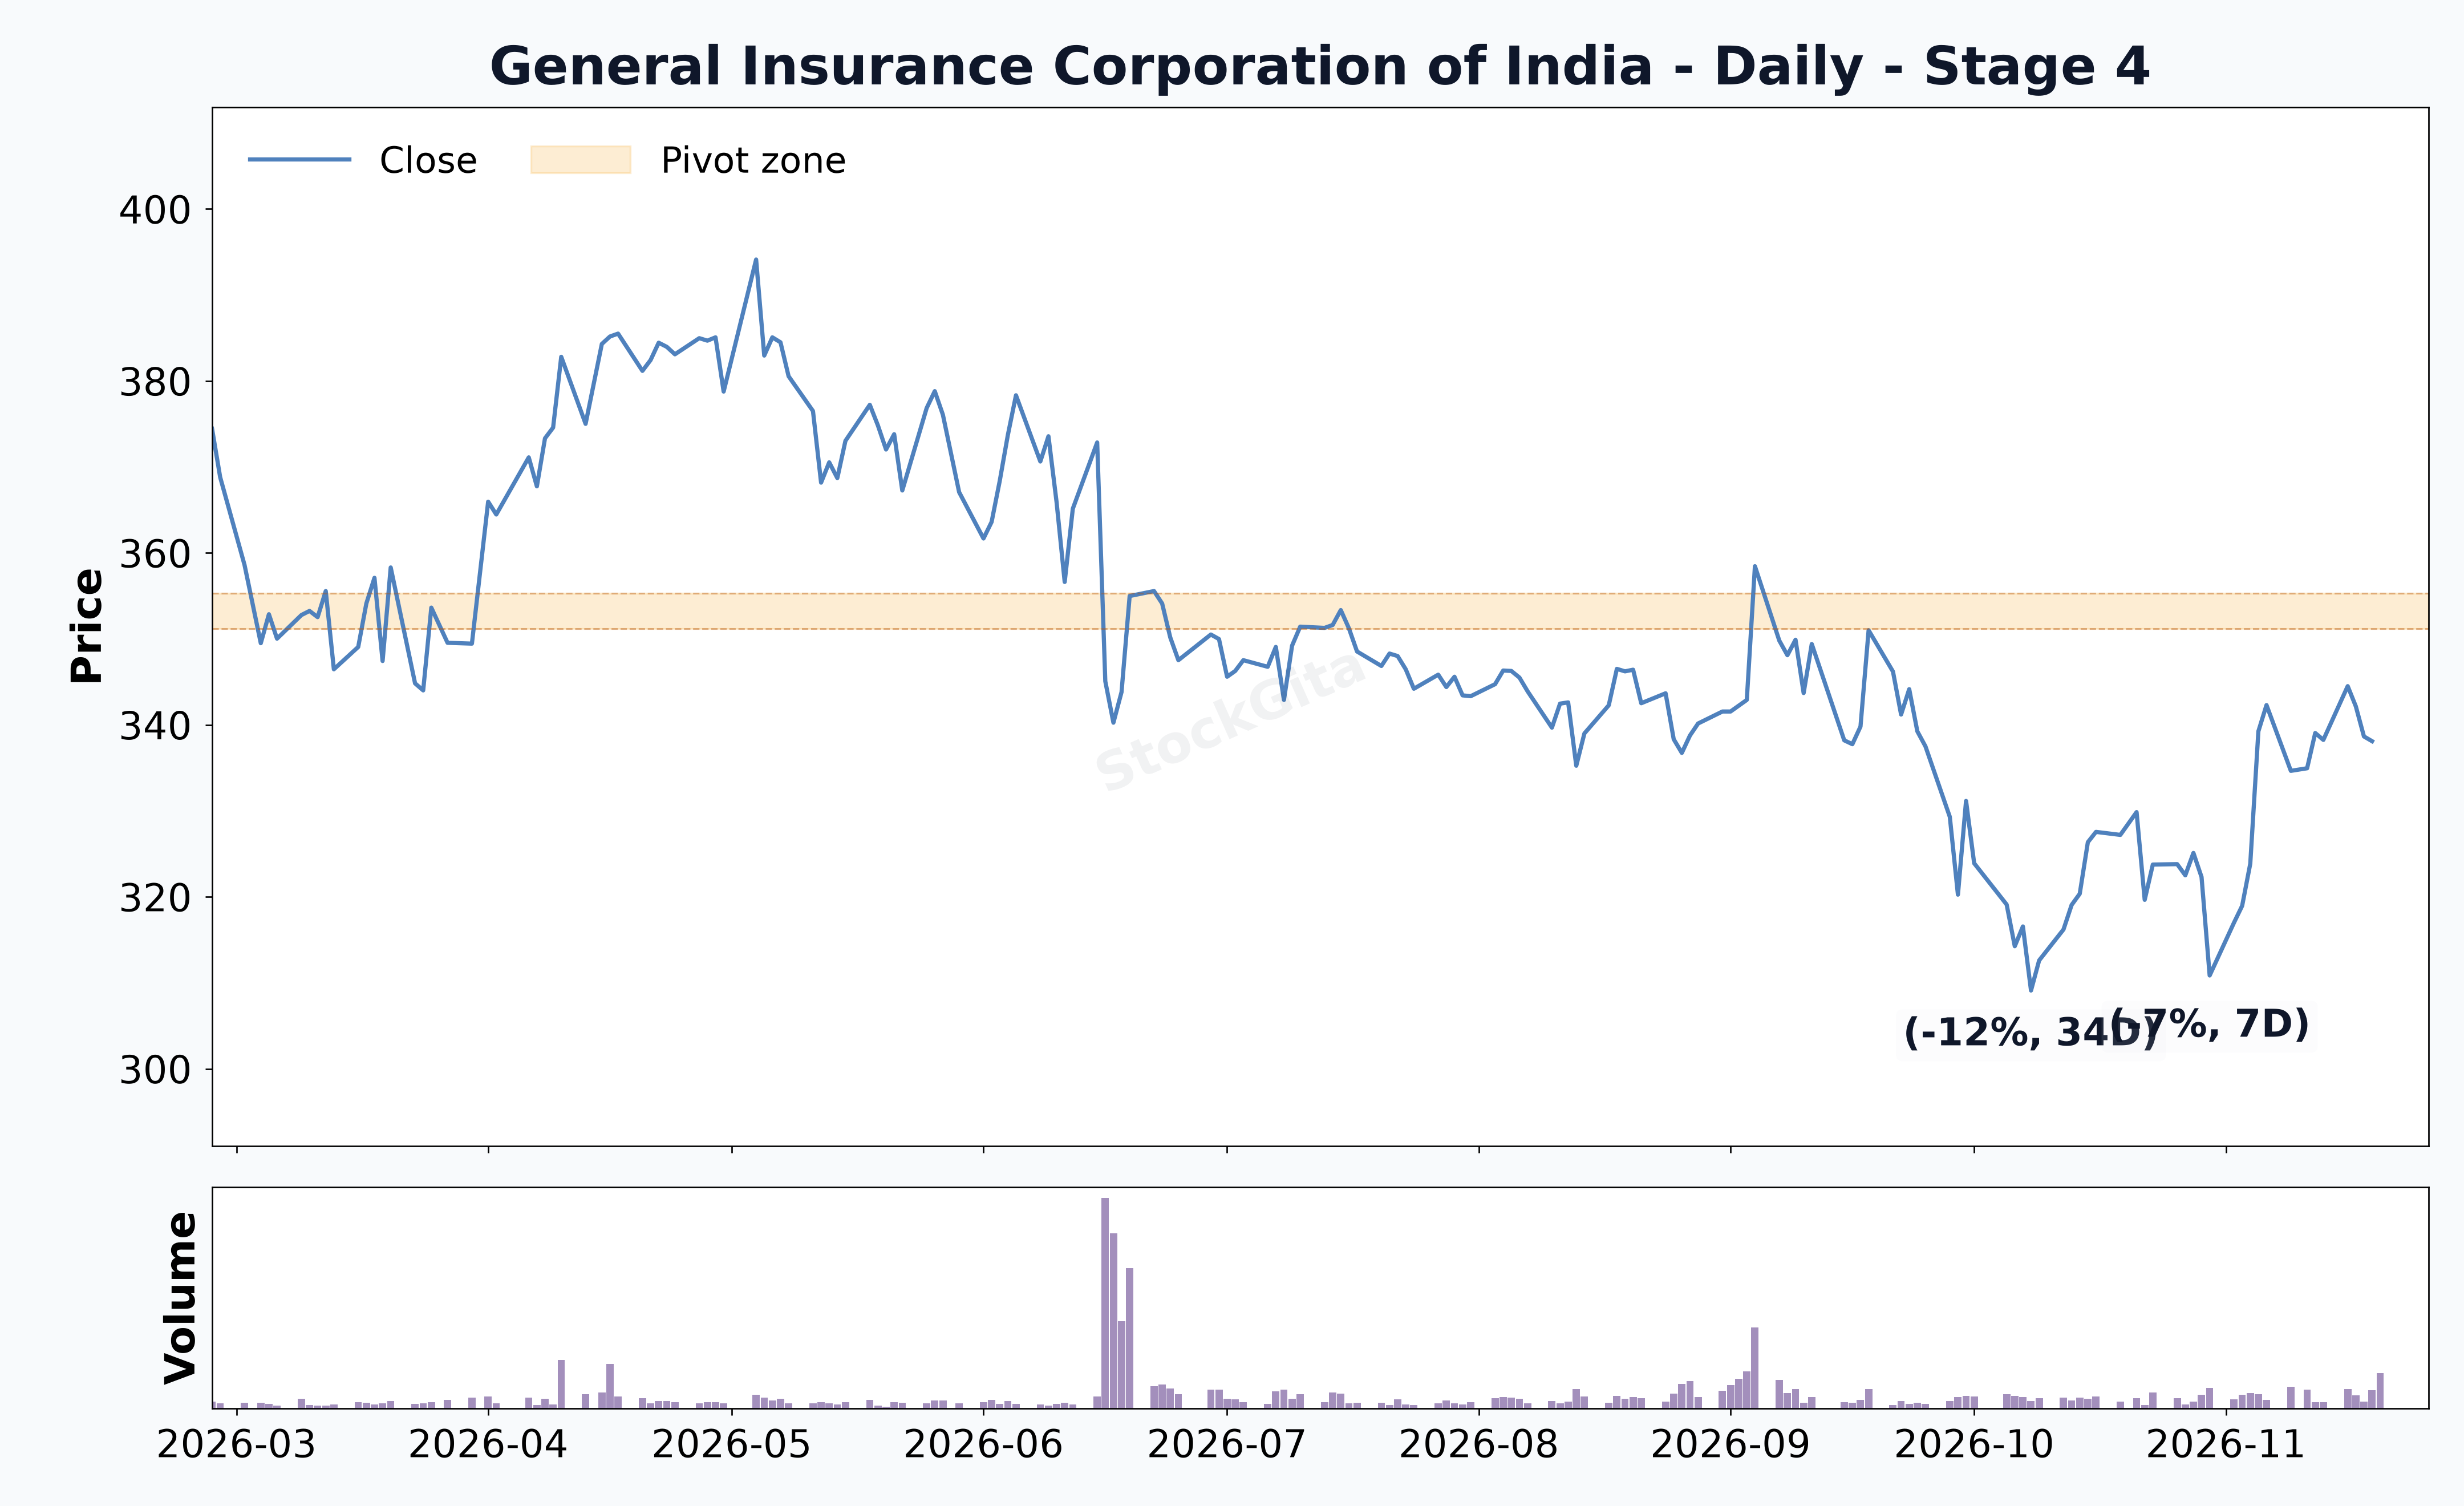 General Insurance Corporation of India - Daily - Stage 4
Close
Pivot zone
400
380
360
340
320
300
Price
StockGita
(-12%, 34D)
(-7%, 7D)
Volume
2026-03
2026-04
2026-05
2026-06
2026-07
2026-08
2026-09
2026-10
2026-11